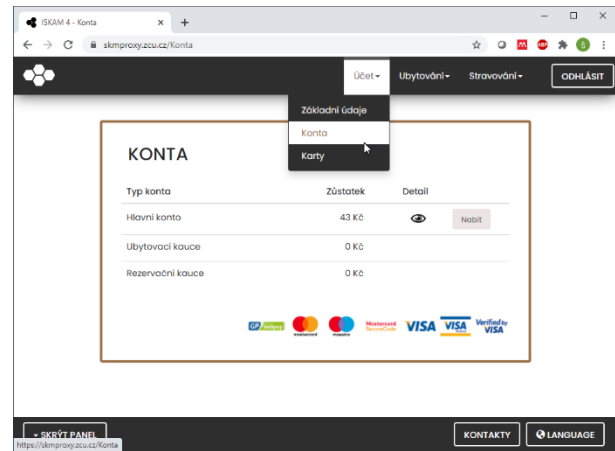 ISKAM 4 - Konta
skmproxy.zcu.cz/Konta
Účet Ubytování Stravování ODHLÁSIT
Základní údaje
Konta
Karty
KONTA
Typ konta Zůstatek Detail
Hlavní konto 43 Kč Nabít
Ubytovací kauce 0 Kč
Rezervační kauce 0 Kč
GP mastercard maestro Mastercard SecureCode VISA VISA Verified by VISA
SKRÝT PANEL KONTAKTY LANGUAGE
https://skmproxy.zcu.cz/Konta